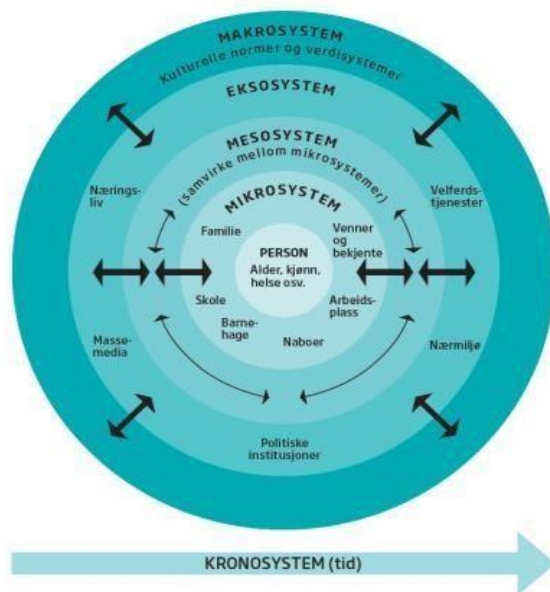 MAKROSYSTEM
Kulturelle normer og verdisystemer
EKSOSYSTEM
MESOSYSTEM
(samvirke mellom mikrosystemer)
MIKROSYSTEM
Nærings-
liv
Velferds-
tjenester
Familie
Venner
og
bekjente
PERSON
Alder, kjønn,
helse osv.
Skole
Barne-
hage
Naboer
Arbeids-
plass
Masse-
media
Nærmiljø
Politiske
institusjoner
KRONOSYSTEM (tid)